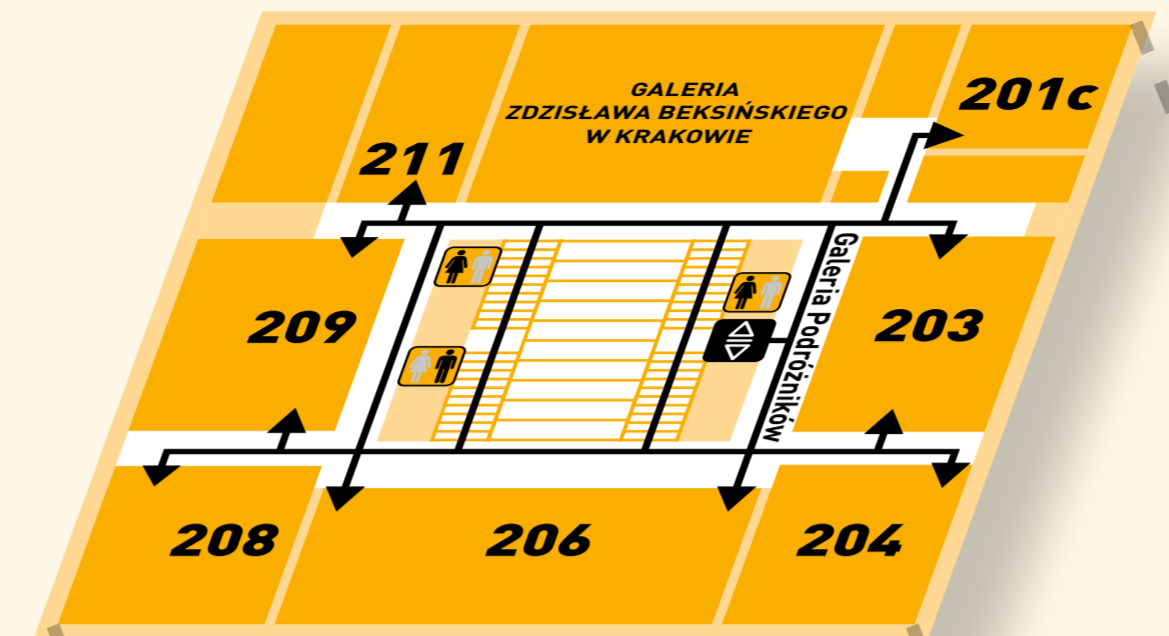 GALERIA
ZDZISŁAWA BEKSIŃSKIEGO
W KRAKOWIE
201c
211
Galeria Podróżników
209
203
208
206
204